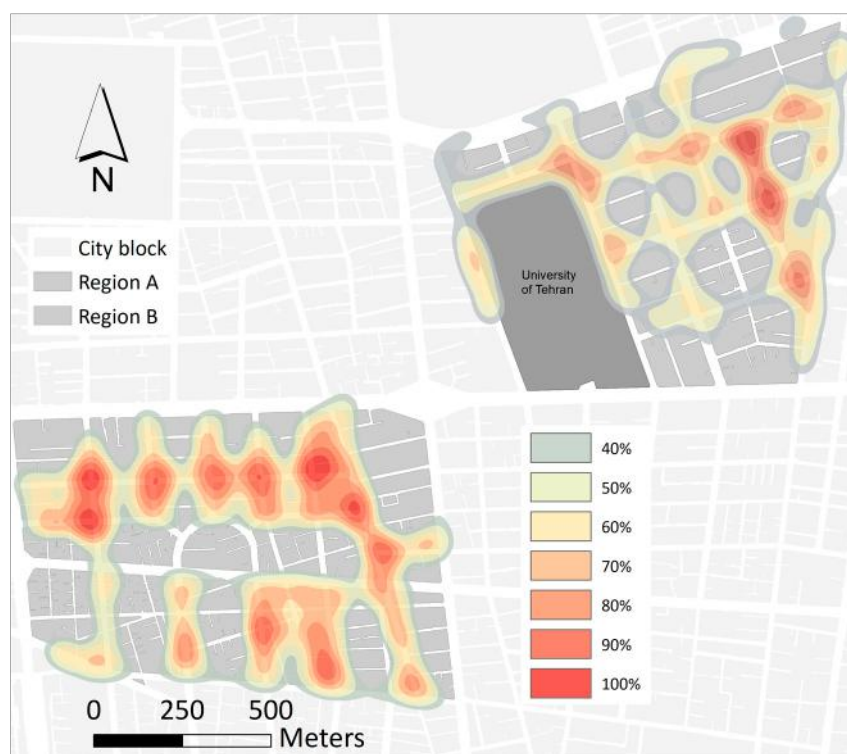 N
City block
Region A
Region B
University
of Tehran
40%
50%
60%
70%
80%
90%
100%
0 250 500
Meters